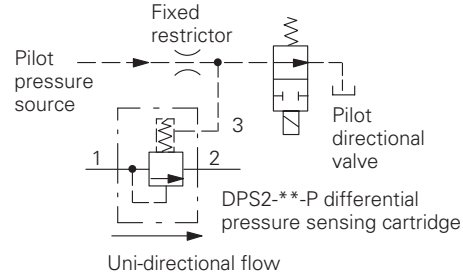 Fixed
restrictor
Pilot
pressure
source
Pilot
directional
valve
3
1
2
DPS2-**-P differential
pressure sensing cartridge
Uni-directional flow